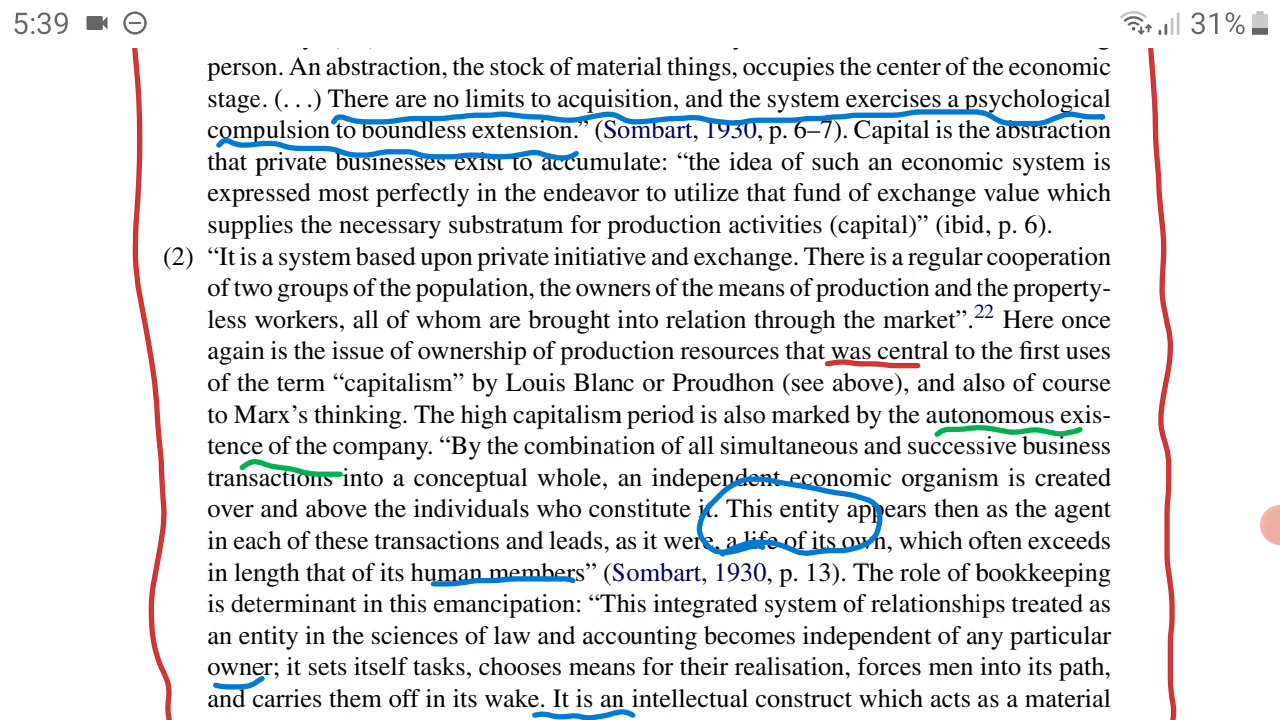 5:39 31%
person. An abstraction, the stock of material things, occupies the center of the economic
stage. (...) There are no limits to acquisition, and the system exercises a psychological
compulsion to boundless extension.” (Sombart, 1930, p. 6–7). Capital is the abstraction
that private businesses exist to accumulate: “the idea of such an economic system is
expressed most perfectly in the endeavor to utilize that fund of exchange value which
supplies the necessary substratum for production activities (capital)” (ibid, p. 6).
(2) “It is a system based upon private initiative and exchange. There is a regular cooperation
of two groups of the population, the owners of the means of production and the property-
less workers, all of whom are brought into relation through the market”.22 Here once
again is the issue of ownership of production resources that was central to the first uses
of the term “capitalism” by Louis Blanc or Proudhon (see above), and also of course
to Marx’s thinking. The high capitalism period is also marked by the autonomous exis-
tence of the company. “By the combination of all simultaneous and successive business
transactions into a conceptual whole, an independent economic organism is created
over and above the individuals who constitute it. This entity appears then as the agent
in each of these transactions and leads, as it were, a life of its own, which often exceeds
in length that of its human members” (Sombart, 1930, p. 13). The role of bookkeeping
is determinant in this emancipation: “This integrated system of relationships treated as
an entity in the sciences of law and accounting becomes independent of any particular
owner; it sets itself tasks, chooses means for their realisation, forces men into its path,
and carries them off in its wake. It is an intellectual construct which acts as a material